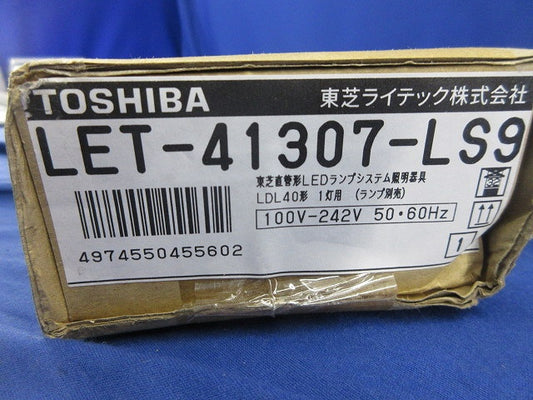 TOSHIBA 東芝ライテック株式会社
LET-41307-LS9
東芝直管形LEDランプシステム照明器具
LDL40形 1灯用 (ランプ別売)
100V-242V 50・60Hz
4974550455602
1